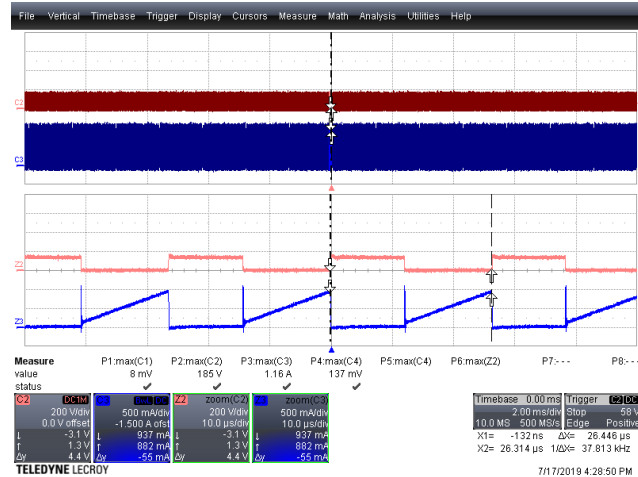 File Vertical Timebase Trigger Display Cursors Measure Math Analysis Utilities Help
C2
C3
Z2
Z3
Measure P1:max(C1) P2:max(C2) P3:max(C3) P4:max(C4) P5:max(C4) P6:max(Z2) P7:- - - P8:- - -
value 8 mV 185 V 1.16 A 137 mV
status
C2 DC1M Z2 zoom(C2) zoom(C3) Timebase 0.00 ms Trigger C2 DC
200 V/div 500 mA/div 200 V/div 500 mA/div 2.00 ms/div Stop 58 V
0.0 V offset -1.500 A ofst 10.0 µs/div 10.0 µs/div 10.0 MS 500 MS/s Edge Positive
-3.1 V 937 mA -3.1 V 937 mA X1= -132 ns ΔX= 26.446 µs
1.3 V 882 mA 1.3 V 882 mA X2= 26.314 µs 1/ΔX= 37.813 kHz
Δy 4.4 V Δy -55 mA Δy 4.4 V Δy -55 mA
TELEDYNE LECROY 7/17/2019 4:28:50 PM